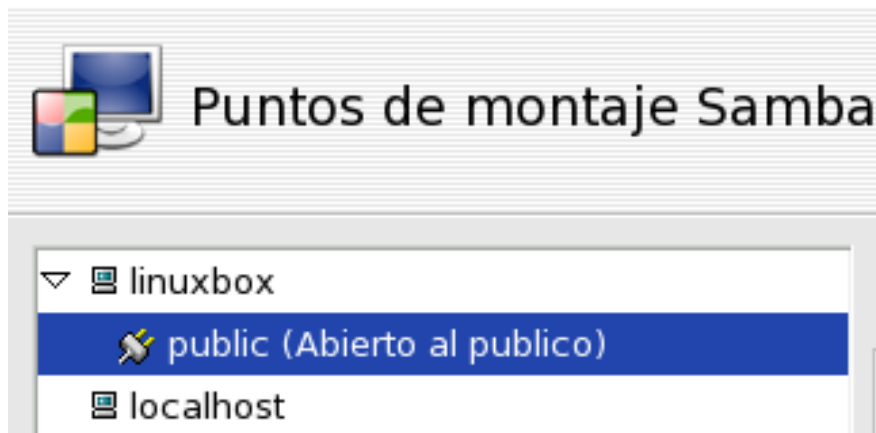 Puntos de montaje Samba
linuxbox
public (Abierto al publico)
localhost